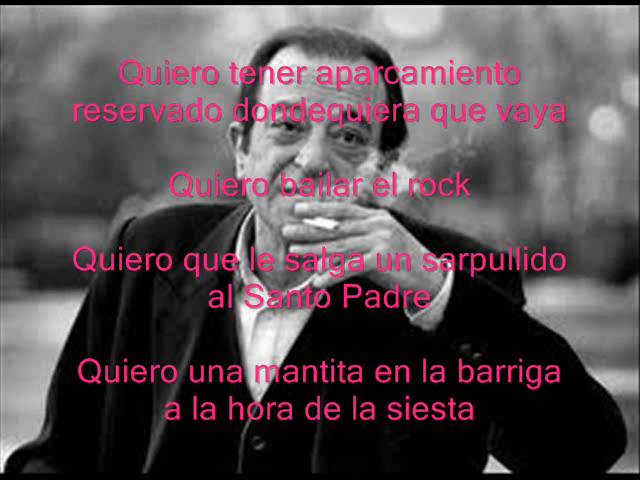 Quiero tener aparcamiento
reservado dondequiera que vaya
Quiero bailar el rock
Quiero que le salga un sarpullido
al Santo Padre
Quiero una mantita en la barriga
a la hora de la siesta